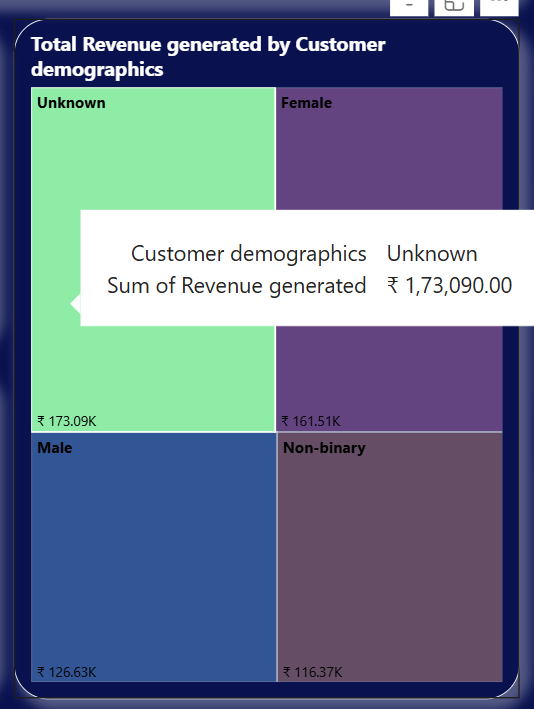 Total Revenue generated by Customer
demographics
Unknown
Female
Customer demographics Unknown
Sum of Revenue generated ₹ 1,73,090.00
₹ 173.09K
₹ 161.51K
Male
Non-binary
₹ 126.63K
₹ 116.37K